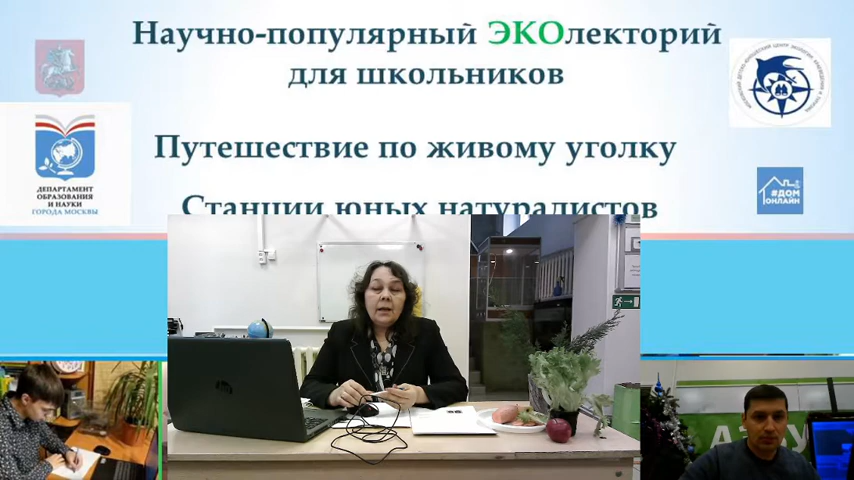 Научно-популярный ЭКОлекторий
для школьников
Путешествие по живому уголку
Станции юных натуралистов
ДЕПАРТАМЕНТ
ОБРАЗОВАНИЯ
И НАУКИ
ГОРОДА МОСКВЫ
#ДОМ
ОНЛАЙН
hp